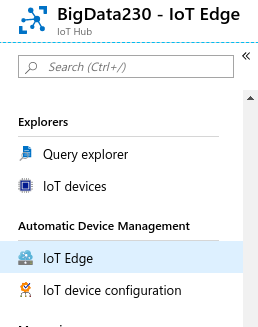 BigData230 - IoT Edge
IoT Hub
Search (Ctrl+/)
Explorers
Query explorer
IoT devices
Automatic Device Management
IoT Edge
IoT device configuration